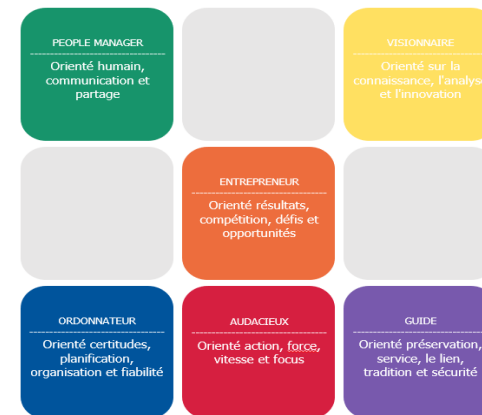 PEOPLE MANAGER
Orienté humain,
communication et
partage
VISIONNAIRE
Orienté sur la
connaissance, l'analyse
et l'innovation
ENTREPRENEUR
Orienté résultats,
compétition, défis et
opportunités
ORDONNATEUR
Orienté certitudes,
planification,
organisation et fiabilité
AUDACIEUX
Orienté action, force,
vitesse et focus
GUIDE
Orienté préservation,
service, le lien,
tradition et sécurité